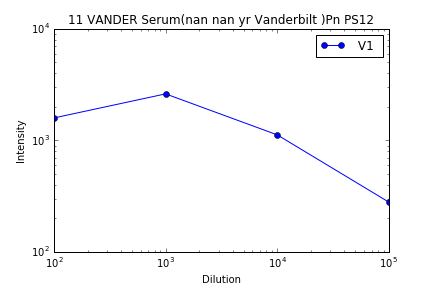 11 VANDER Serum(nan nan yr Vanderbilt )Pn PS12
V1
10^4
10^3
10^2
Intensity
10^2 10^3 10^4 10^5
Dilution